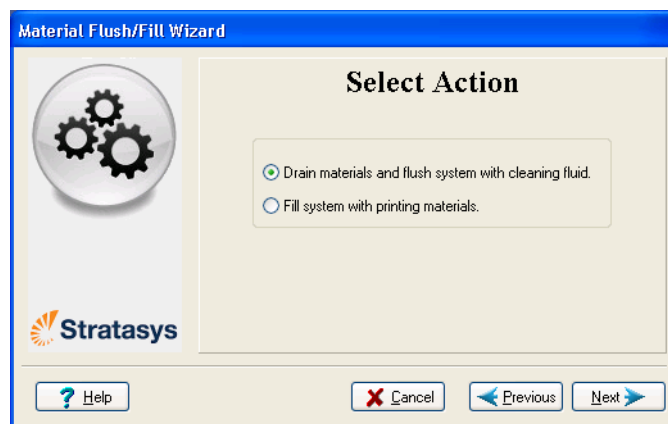 Material Flush/Fill Wizard
Select Action
Drain materials and flush system with cleaning fluid.
Fill system with printing materials.
Stratasys
? Help
Cancel
Previous
Next